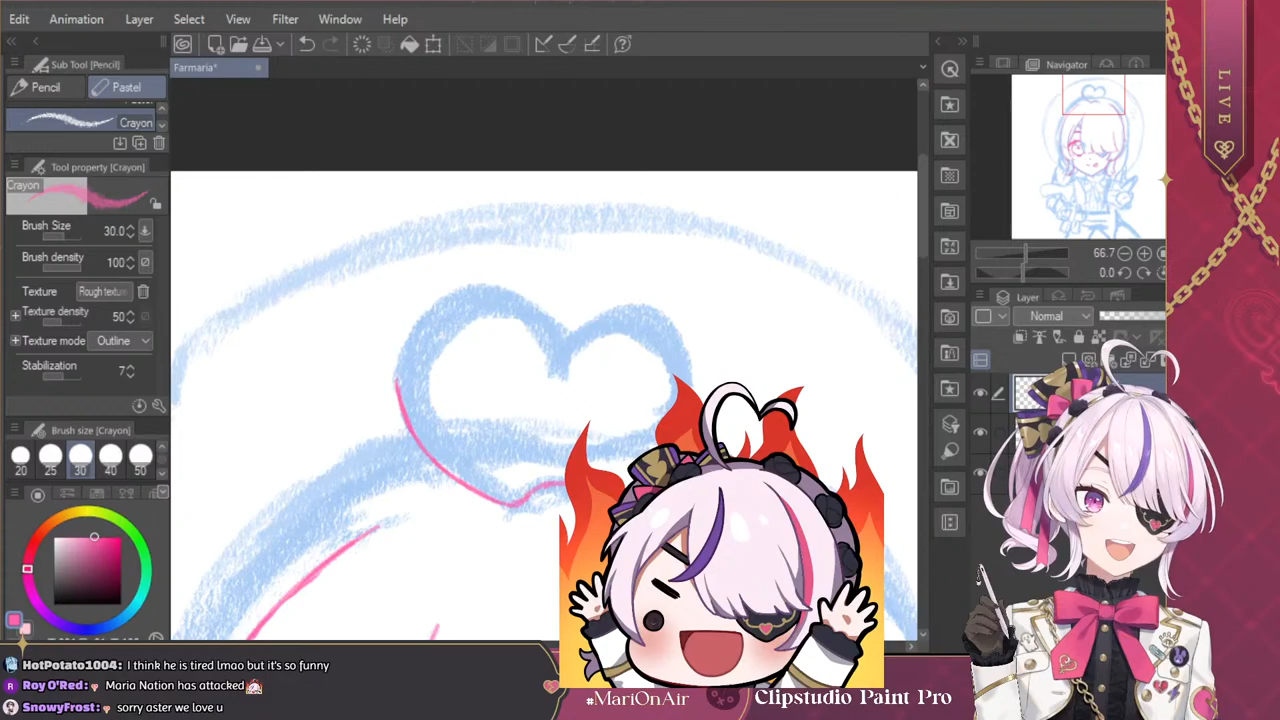 Edit Animation Layer Select View Filter Window Help
Sub Tool [Pencil]
Farmaria*
Navigator
Pencil Pastel
Crayon
Tool property [Crayon]
Crayon
Brush Size 30.0
Brush density 100
Texture Rough texture
Texture density 50
Texture mode Outline
Stabilization 7
Brush size [Crayon]
20 25 30 40 50
66.7
0.0
Layer
Normal
LIVE
HotPotato1004: I think he is tired lmao but it's so funny
R Roy O'Red: Maria Nation has attacked
SnowyFrost: sorry aster we love u
#MariOnAir
Clipstudio Paint Pro